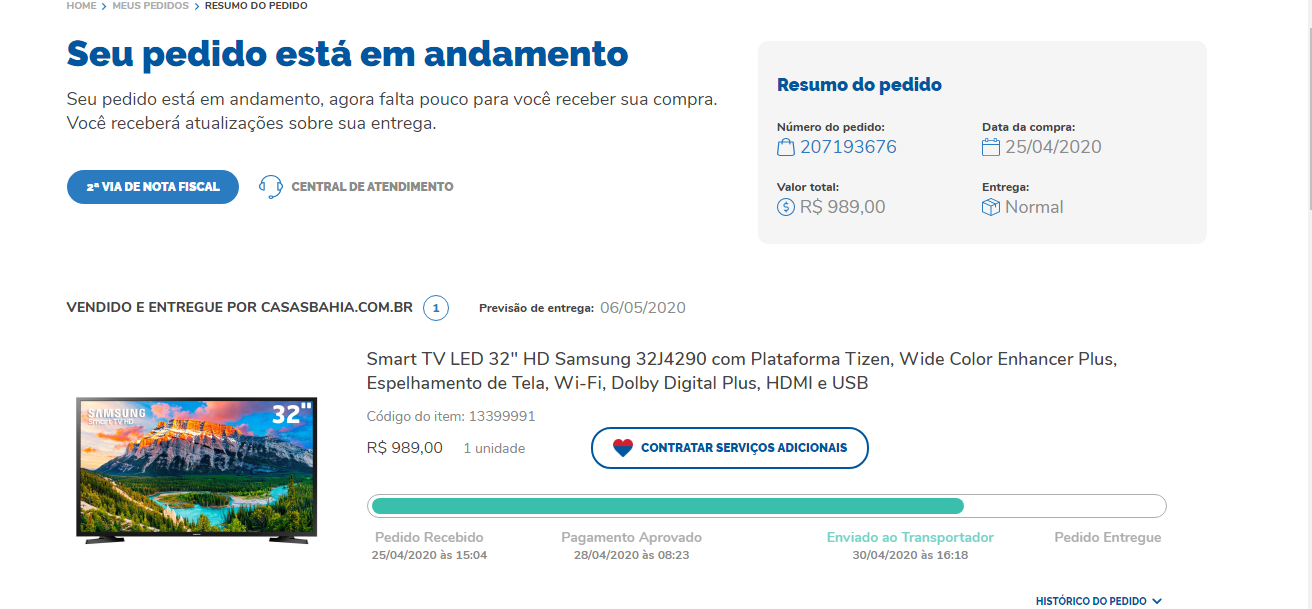 HOME > MEUS PEDIDOS > RESUMO DO PEDIDO
Seu pedido está em andamento
Seu pedido está em andamento, agora falta pouco para você receber sua compra.
Você receberá atualizações sobre sua entrega.
2ª VIA DE NOTA FISCAL
CENTRAL DE ATENDIMENTO
Resumo do pedido
Número do pedido:
207193676
Data da compra:
25/04/2020
Valor total:
R$ 989,00
Entrega:
Normal
VENDIDO E ENTREGUE POR CASASBAHIA.COM.BR 1
Previsão de entrega: 06/05/2020
SAMSUNG
Smart TV HD
32"
Smart TV LED 32" HD Samsung 32J4290 com Plataforma Tizen, Wide Color Enhancer Plus,
Espelhamento de Tela, Wi-Fi, Dolby Digital Plus, HDMI e USB
Código do item: 13399991
R$ 989,00 1 unidade
CONTRATAR SERVIÇOS ADICIONAIS
Pedido Recebido
25/04/2020 às 15:04
Pagamento Aprovado
28/04/2020 às 08:23
Enviado ao Transportador
30/04/2020 às 16:18
Pedido Entregue
HISTÓRICO DO PEDIDO